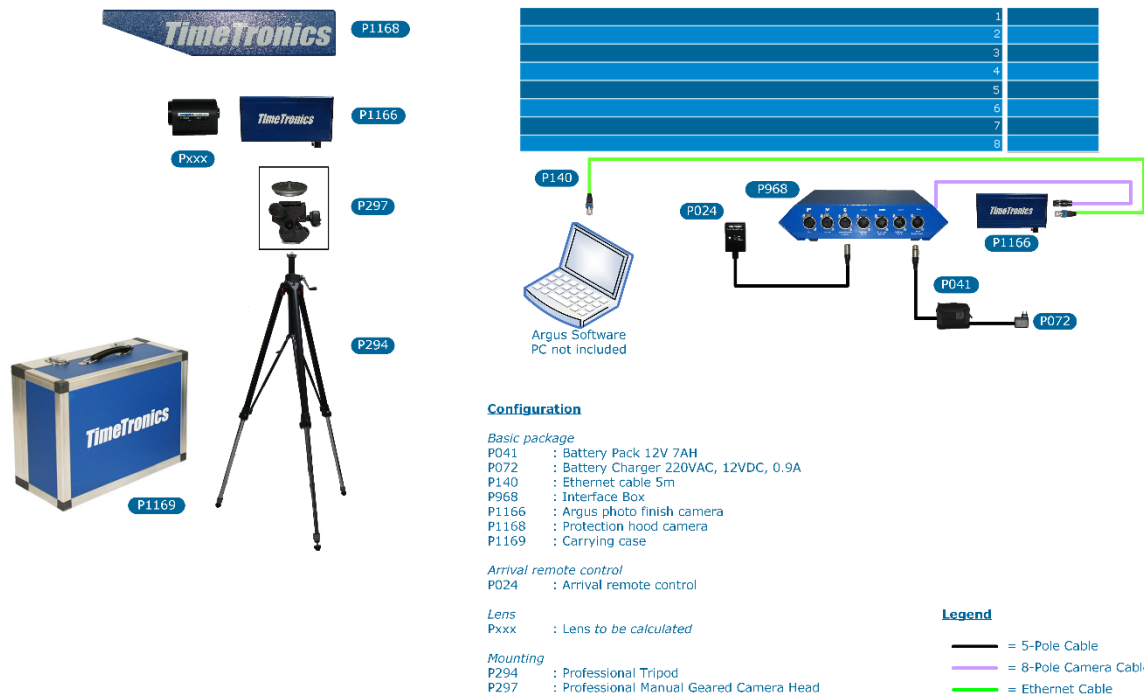 TimeTronics
P1168
TimeTronics
P1166
Pxxx
P297
P294
TimeTronics
P1169
1
2
3
4
5
6
7
8
P140
P024
P968
TimeTronics
P1166
P041
P072
Argus Software
PC not included
Configuration
Basic package
P041 : Battery Pack 12V 7AH
P072 : Battery Charger 220VAC, 12VDC, 0.9A
P140 : Ethernet cable 5m
P968 : Interface Box
P1166 : Argus photo finish camera
P1168 : Protection hood camera
P1169 : Carrying case
Arrival remote control
P024 : Arrival remote control
Lens
Pxxx : Lens to be calculated
Mounting
P294 : Professional Tripod
P297 : Professional Manual Geared Camera Head
Legend
= 5-Pole Cable
= 8-Pole Camera Cabl
= Ethernet Cable